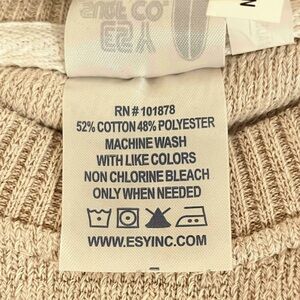 RN # 101878
52% COTTON 48% POLYESTER
MACHINE WASH
WITH LIKE COLORS
NON CHLORINE BLEACH
ONLY WHEN NEEDED
WWW.ESYINC.COM